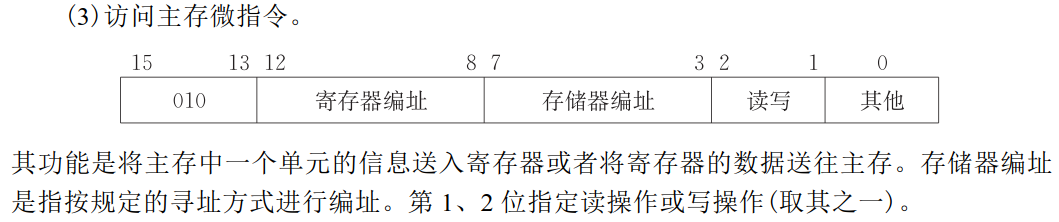 (3)访问主存微指令。
15 13 12 8 7 3 2 1 0
010 寄存器编址 存储器编址 读写 其他
其功能是将主存中一个单元的信息送入寄存器或者将寄存器的数据送往主存。存储器编址
是指按规定的寻址方式进行编址。第 1、2 位指定读操作或写操作(取其之一)。